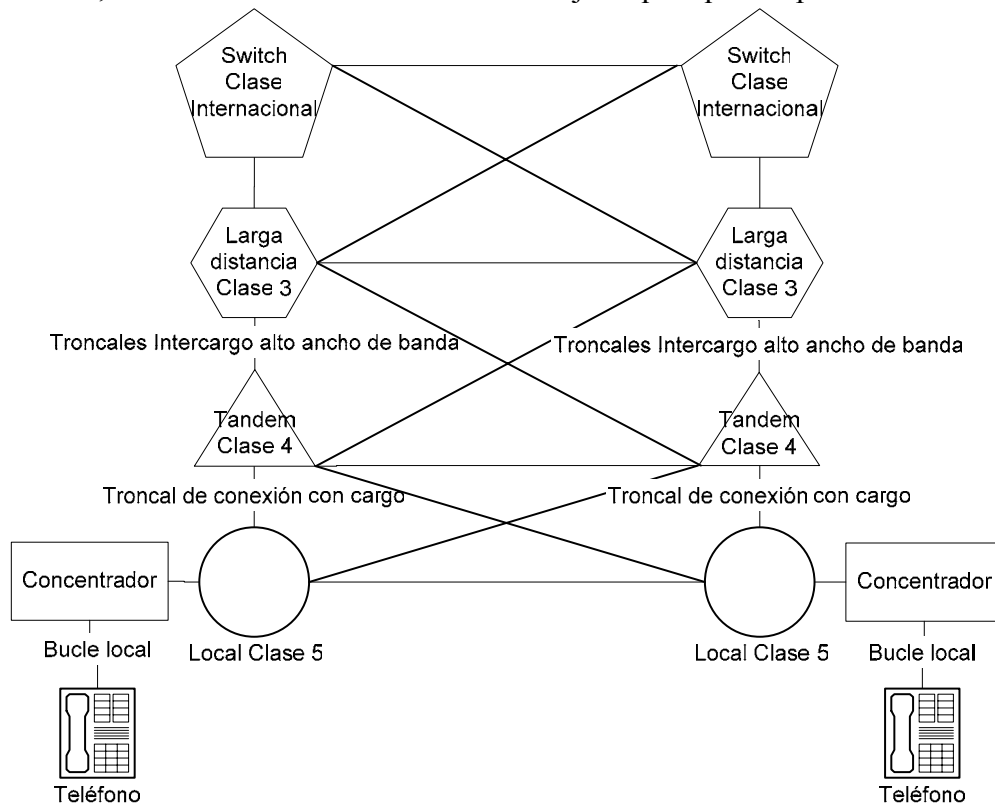 Switch
Clase
Internacional
Switch
Clase
Internacional
Larga
distancia
Clase 3
Larga
distancia
Clase 3
Troncales Intercargo alto ancho de banda
Troncales Intercargo alto ancho de banda
Tandem
Clase 4
Tandem
Clase 4
Troncal de conexión con cargo
Troncal de conexión con cargo
Concentrador
Concentrador
Bucle local
Local Clase 5
Local Clase 5
Bucle local
Teléfono
Teléfono